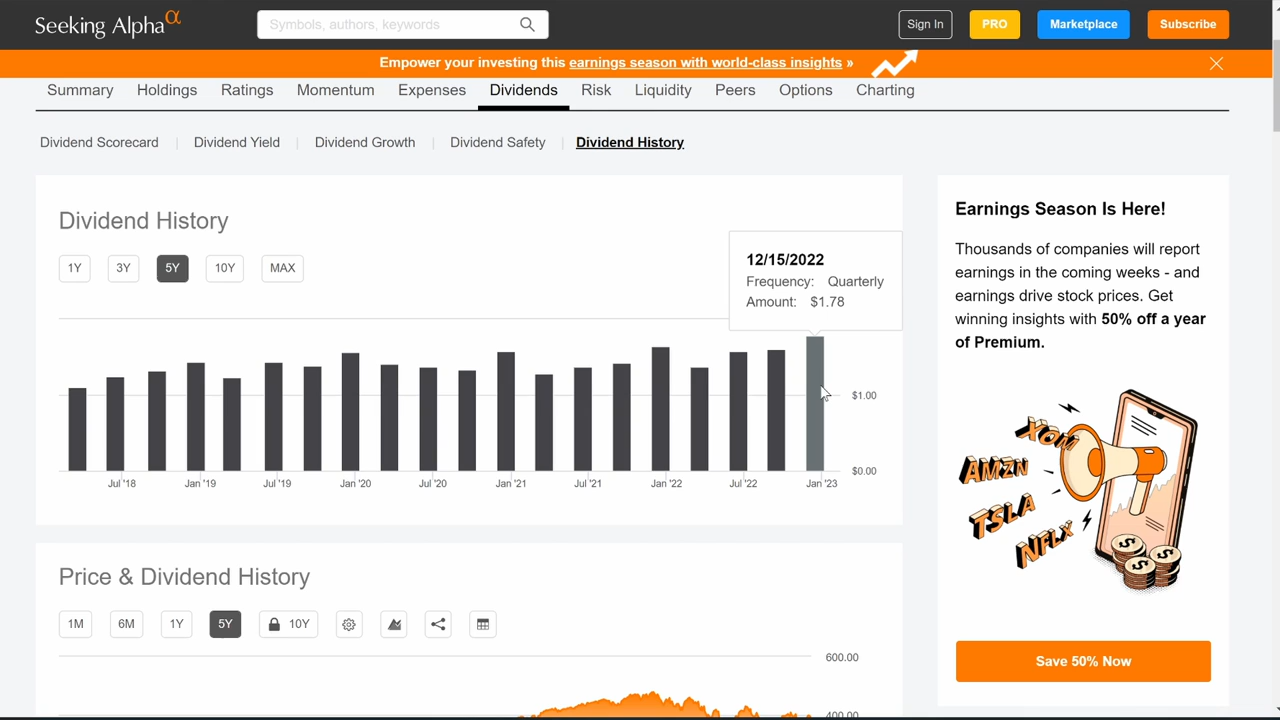 Seeking Alphaα
Symbols, authors, keywords
Sign In
PRO
Marketplace
Subscribe
Empower your investing this earnings season with world-class insights »
Summary
Holdings
Ratings
Momentum
Expenses
Dividends
Risk
Liquidity
Peers
Options
Charting
Dividend Scorecard
Dividend Yield
Dividend Growth
Dividend Safety
Dividend History
Dividend History
1Y
3Y
5Y
10Y
MAX
12/15/2022
Frequency: Quarterly
Amount: $1.78
$1.00
$0.00
Jul '18
Jan '19
Jul '19
Jan '20
Jul '20
Jan '21
Jul '21
Jan '22
Jul '22
Jan '23
Price & Dividend History
1M
6M
1Y
5Y
10Y
600.00
400.00
Earnings Season Is Here!
Thousands of companies will report
earnings in the coming weeks - and
earnings drive stock prices. Get
winning insights with 50% off a year
of Premium.
XOM
AMZN
TSLA
NFLX
Save 50% Now